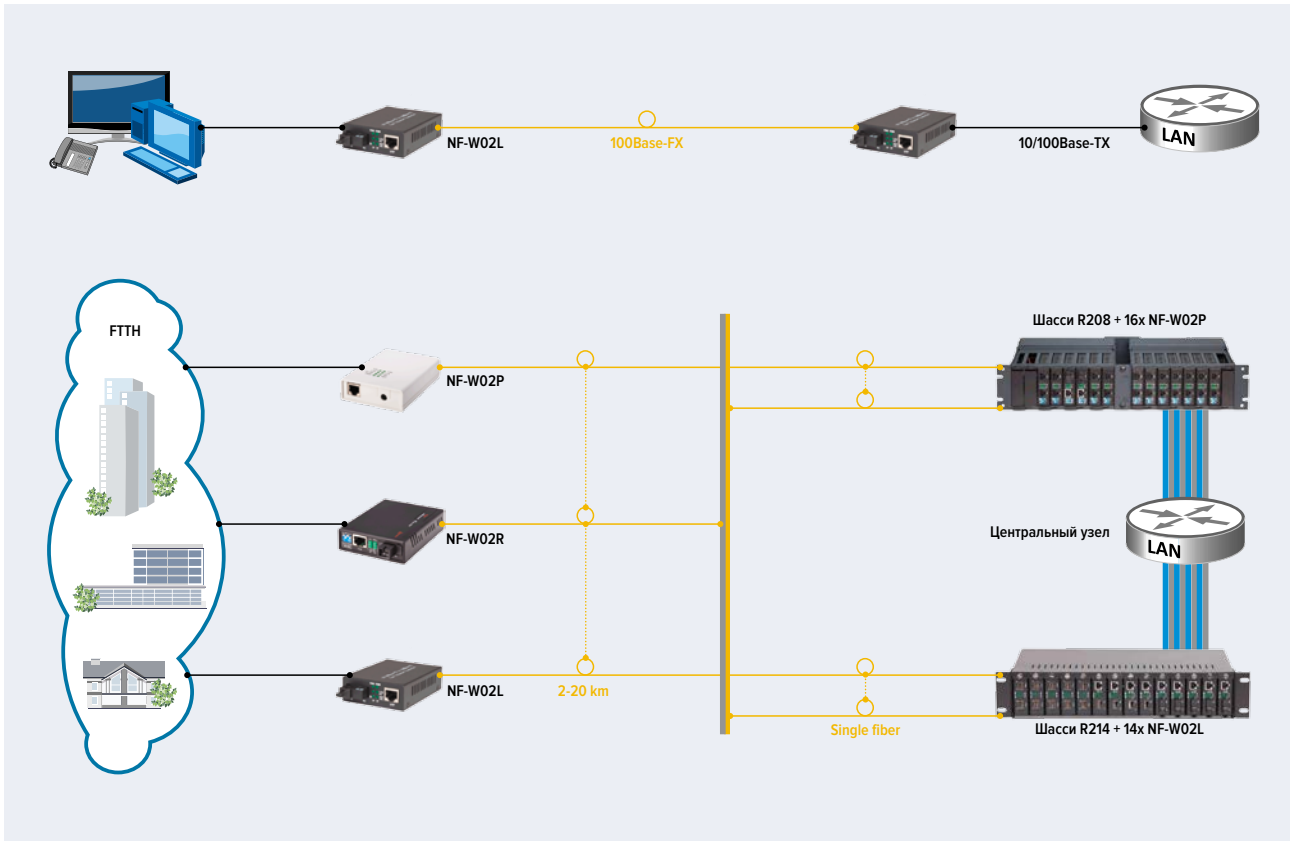 NF-W02L
100Base-FX
10/100Base-TX
LAN
FTTH
Шасси R208 + 16x NF-W02P
NF-W02P
NF-W02R
Центральный узел
LAN
NF-W02L
2-20 km
Single fiber
Шасси R214 + 14x NF-W02L